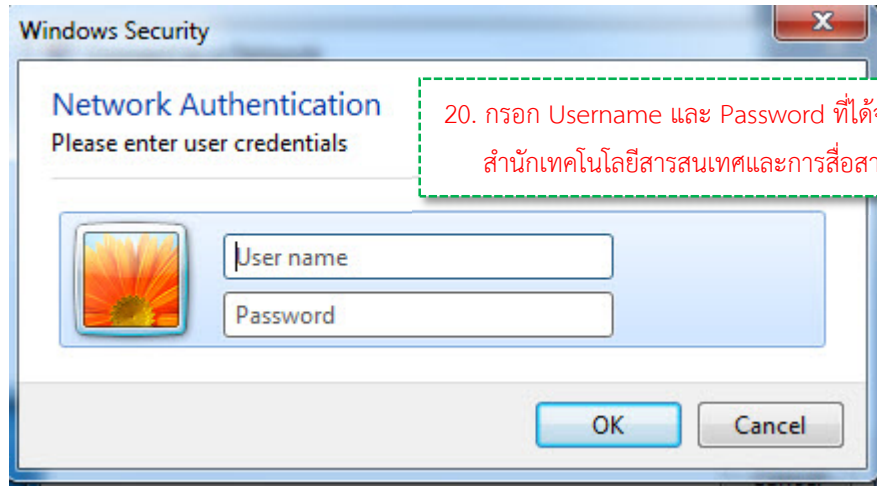 Windows Security
Network Authentication
Please enter user credentials
20. กรอก Username และ Password ที่ได้
สำนักเทคโนโลยีสารสนเทศและการสื่อสา
User name
Password
OK
Cancel